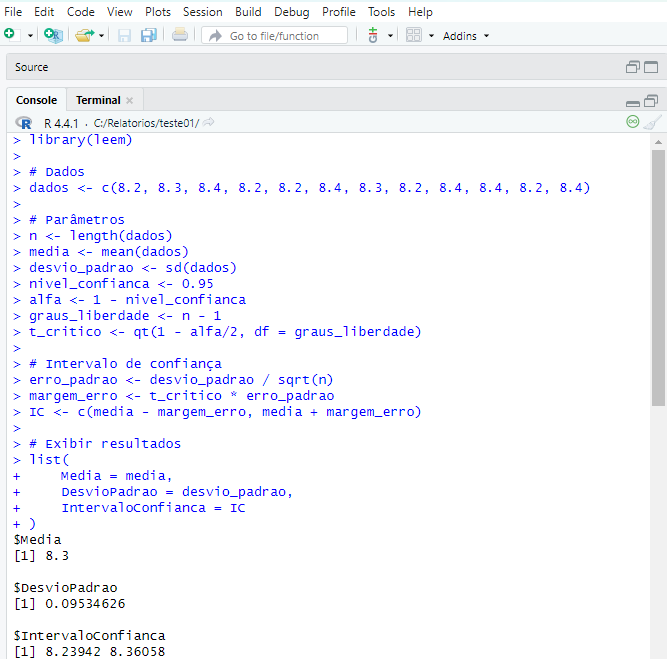 File Edit Code View Plots Session Build Debug Profile Tools Help
Go to file/function Git Addins
Source
Console Terminal
R R 4.4.1 · C:/Relatorios/teste01/
> library(leem)
>
> # Dados
> dados <- c(8.2, 8.3, 8.4, 8.2, 8.2, 8.4, 8.3, 8.2, 8.4, 8.4, 8.2, 8.4)
>
> # Parâmetros
> n <- length(dados)
> media <- mean(dados)
> desvio_padrao <- sd(dados)
> nivel_confianca <- 0.95
> alfa <- 1 - nivel_confianca
> graus_liberdade <- n - 1
> t_critico <- qt(1 - alfa/2, df = graus_liberdade)
>
> # Intervalo de confiança
> erro_padrao <- desvio_padrao / sqrt(n)
> margem_erro <- t_critico * erro_padrao
> IC <- c(media - margem_erro, media + margem_erro)
>
> # Exibir resultados
> list(
+     Media = media,
+     DesvioPadrao = desvio_padrao,
+     IntervaloConfianca = IC
+ )
$Media
[1] 8.3
$DesvioPadrao
[1] 0.09534626
$IntervaloConfianca
[1] 8.23942 8.36058